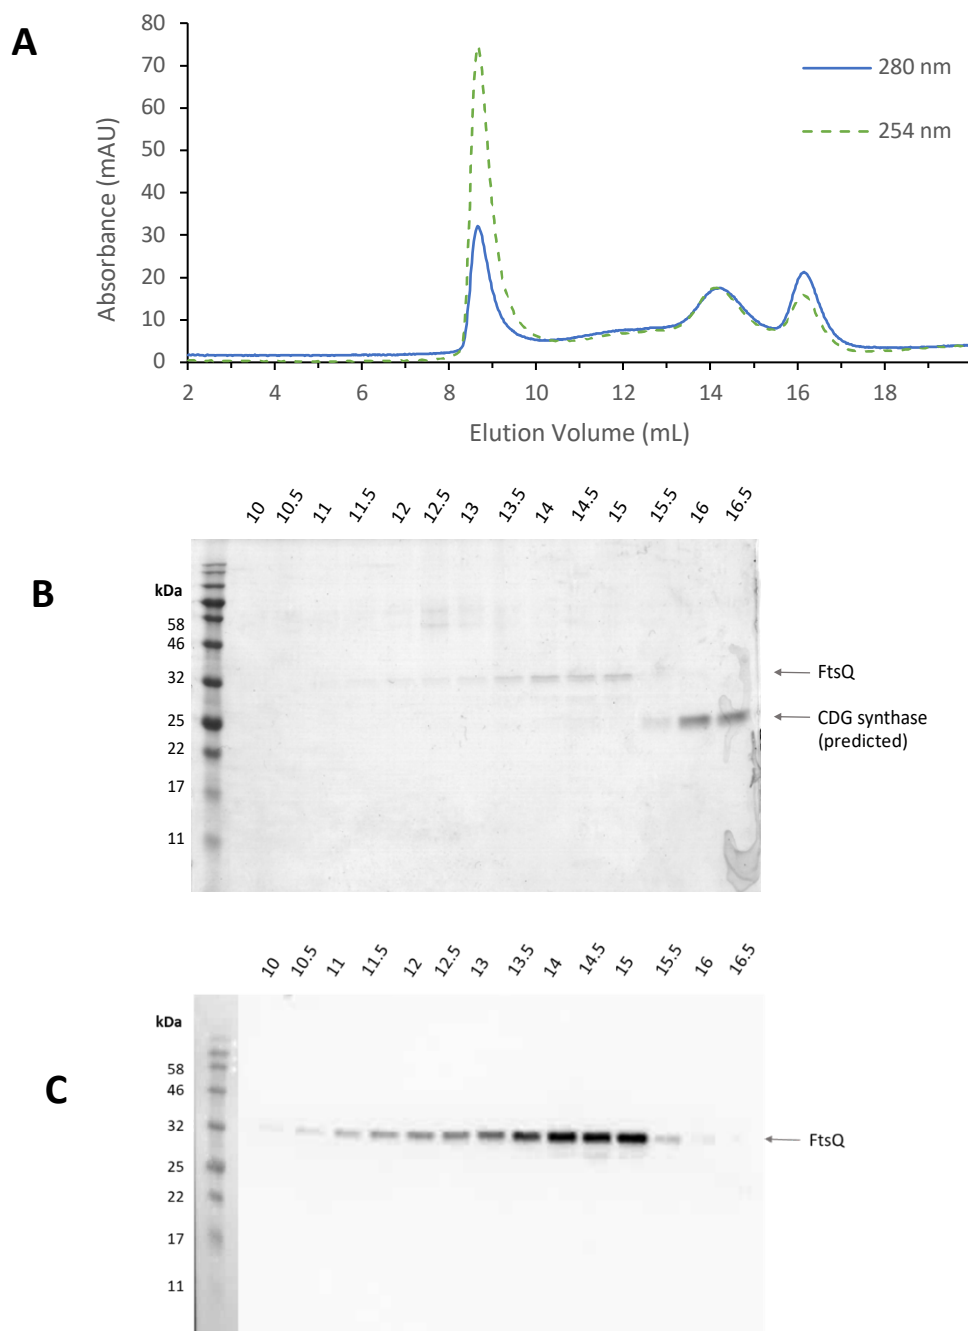 A
80
70
60
50
40
30
20
10
0
Absorbance (mAU)
280 nm
254 nm
2 4 6 8 10 12 14 16 18
Elution Volume (mL)
10 10.5 11 11.5 12 12.5 13 13.5 14 14.5 15 15.5 16 16.5
B
kDa
58
46
32
25
22
17
11
FtsQ
CDG synthase
(predicted)
10 10.5 11 11.5 12 12.5 13 13.5 14 14.5 15 15.5 16 16.5
C
kDa
58
46
32
25
22
17
11
FtsQ